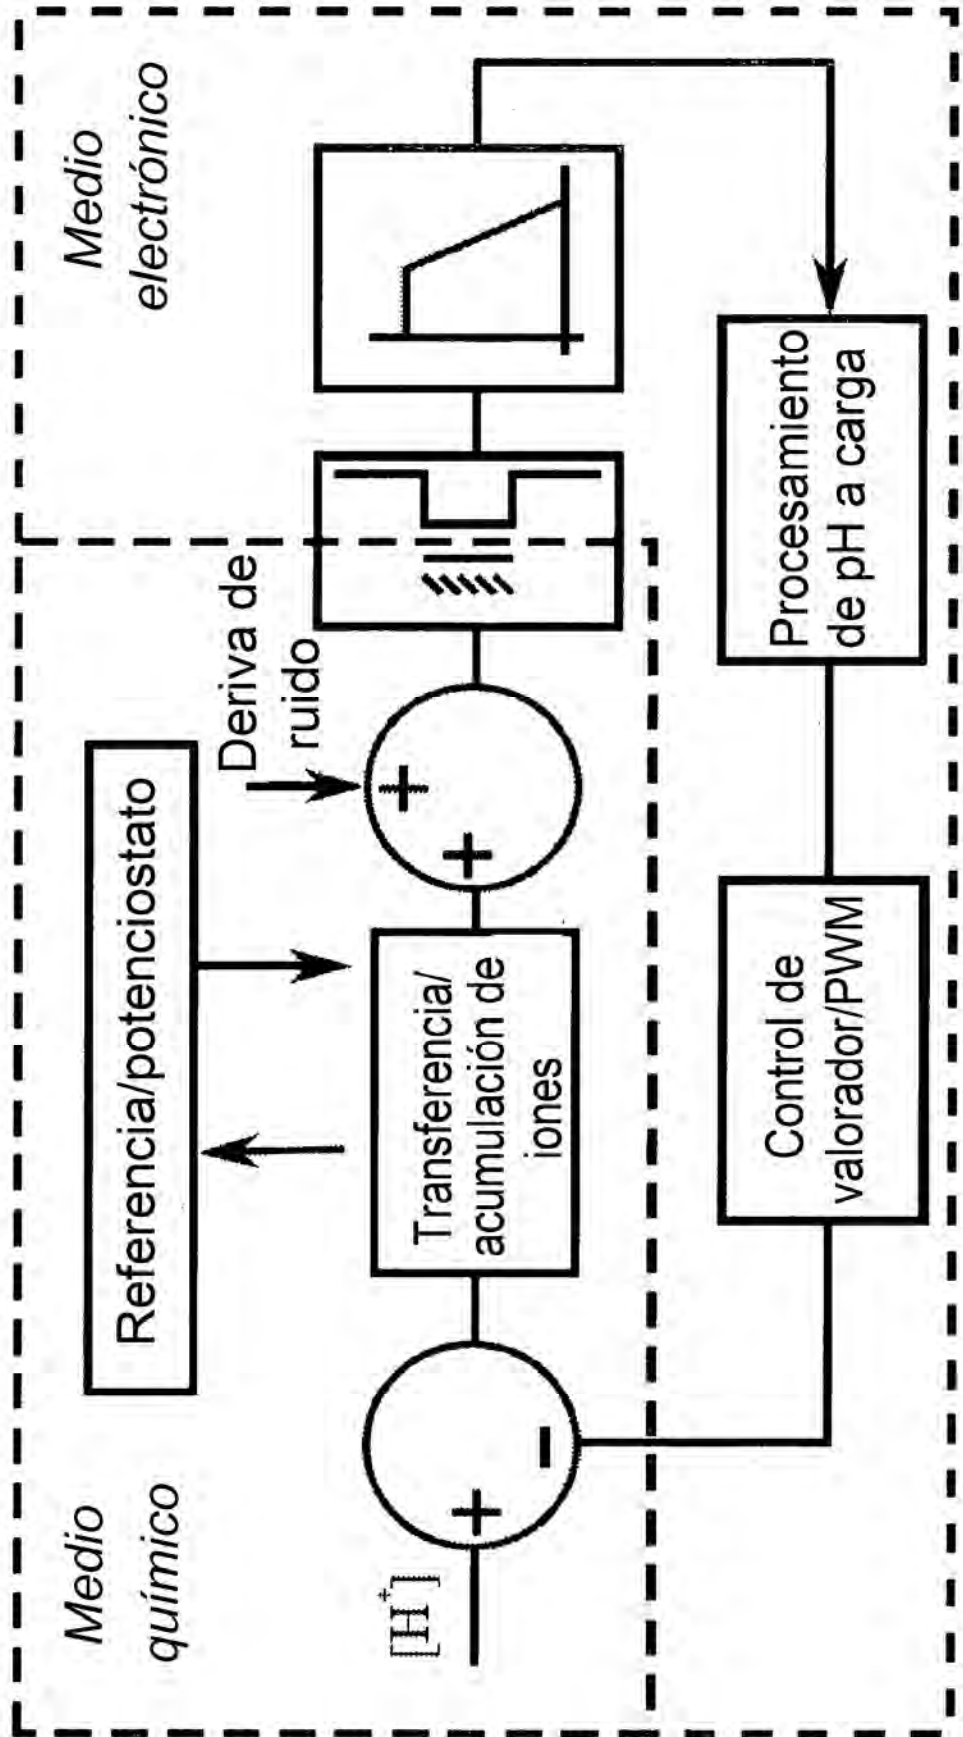 Medio
químico
Medio
electrónico
Referencia/potenciostato
Deriva de
ruido
[H⁺]
+
−
Transferencia/
acumulación de
iones
+
+
Control de
valorador/PWM
Procesamiento
de pH a carga